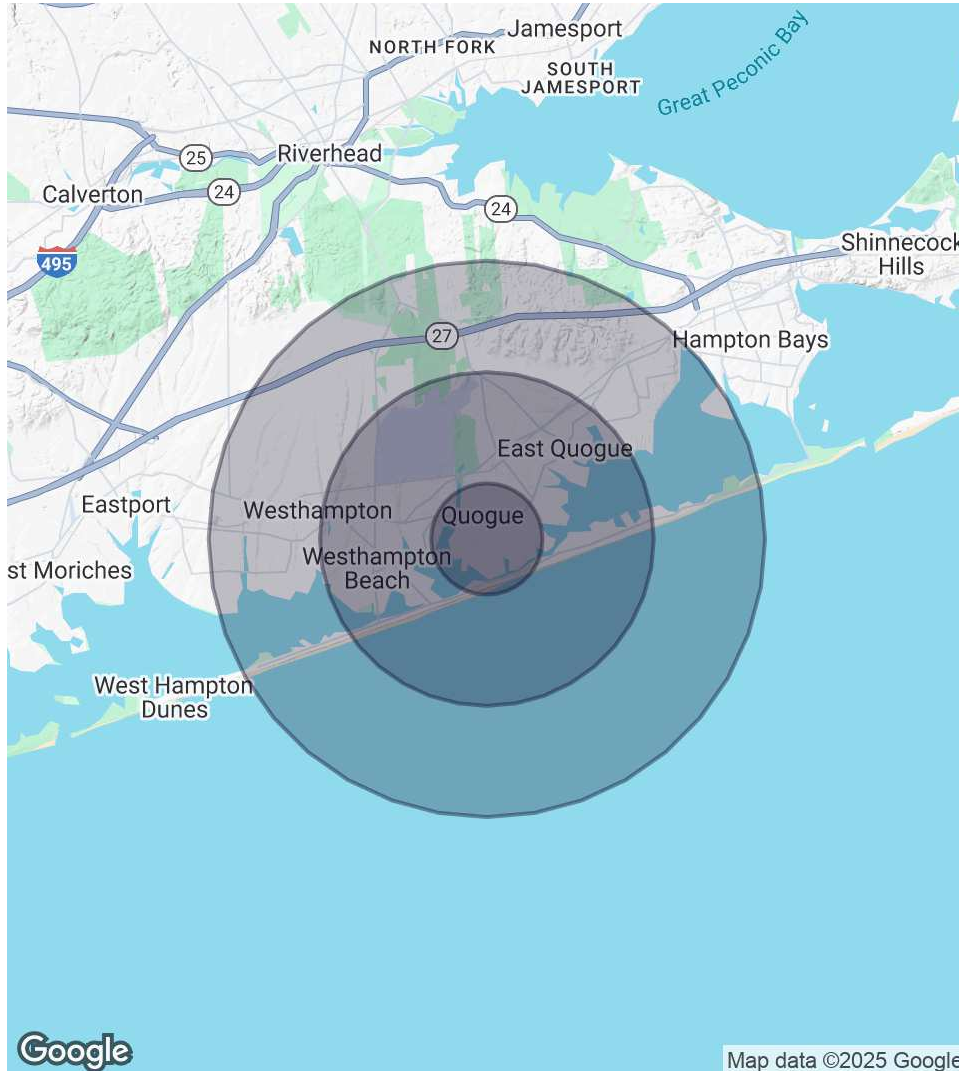 Jamesport
NORTH FORK
SOUTH
JAMESPORT
Great Peconic Bay
25
Riverhead
Calverton
24
24
495
Shinnecock
Hills
27
Hampton Bays
East Quogue
Eastport
Westhampton
Quogue
Westhampton
Beach
st Moriches
West Hampton
Dunes
Google
Map data ©2025 Google